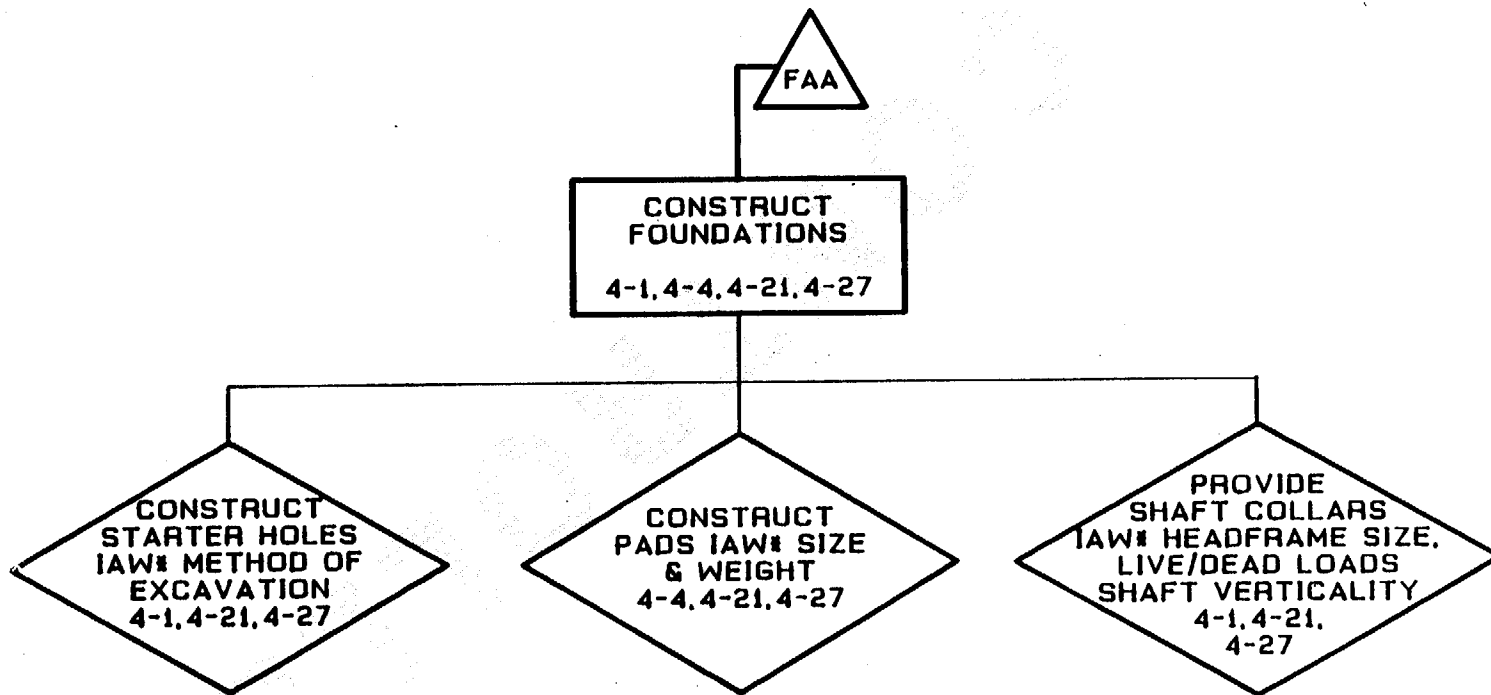 FAA
CONSTRUCT
FOUNDATIONS
4-1,4-4,4-21,4-27
CONSTRUCT
STARTER HOLES
IAW* METHOD OF
EXCAVATION
4-1,4-21,4-27
CONSTRUCT
PADS IAW* SIZE
& WEIGHT
4-4,4-21,4-27
PROVIDE
SHAFT COLLARS
IAW* HEADFRAME SIZE,
LIVE/DEAD LOADS
SHAFT VERTICALITY
4-1,4-21,
4-27